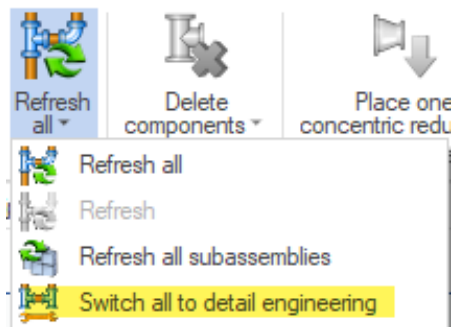 Refresh
all
Delete
components
Place one
concentric redu
Refresh all
Refresh
Refresh all subassemblies
Switch all to detail engineering